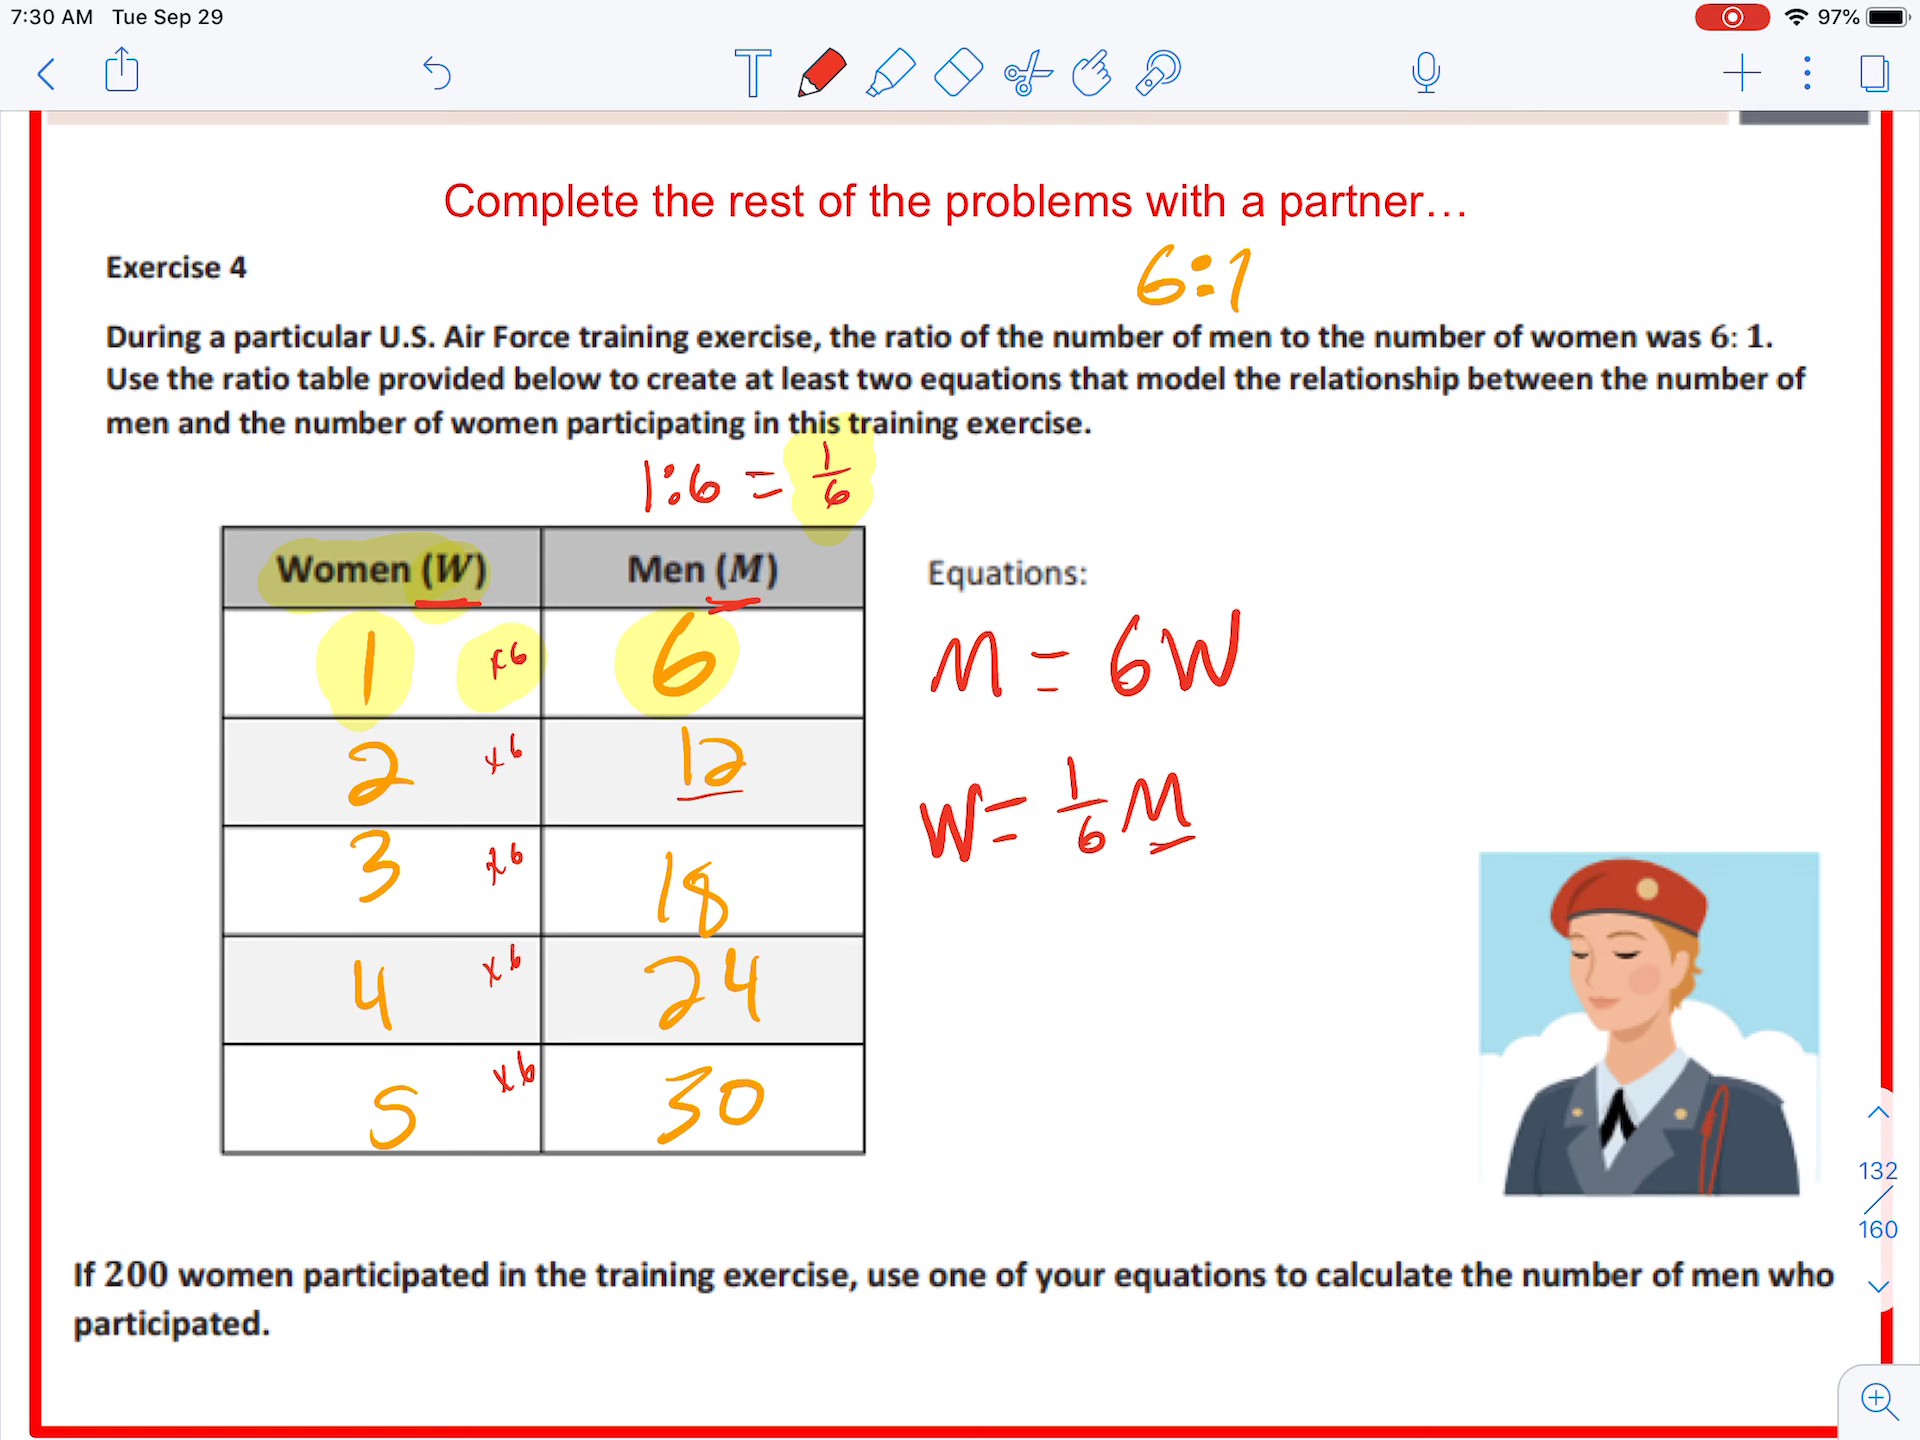 7:30 AM Tue Sep 29
97%
Complete the rest of the problems with a partner...
6:1
Exercise 4
During a particular U.S. Air Force training exercise, the ratio of the number of men to the number of women was 6: 1.
Use the ratio table provided below to create at least two equations that model the relationship between the number of
men and the number of women participating in this training exercise.
1:6 = 1/6
Women (W) Men (M)
Equations:
1 x6 6
M = 6W
2 x6 12
W = 1/6 M
3 x6 18
4 x6 24
5 x6 30
132
/
160
If 200 women participated in the training exercise, use one of your equations to calculate the number of men who
participated.